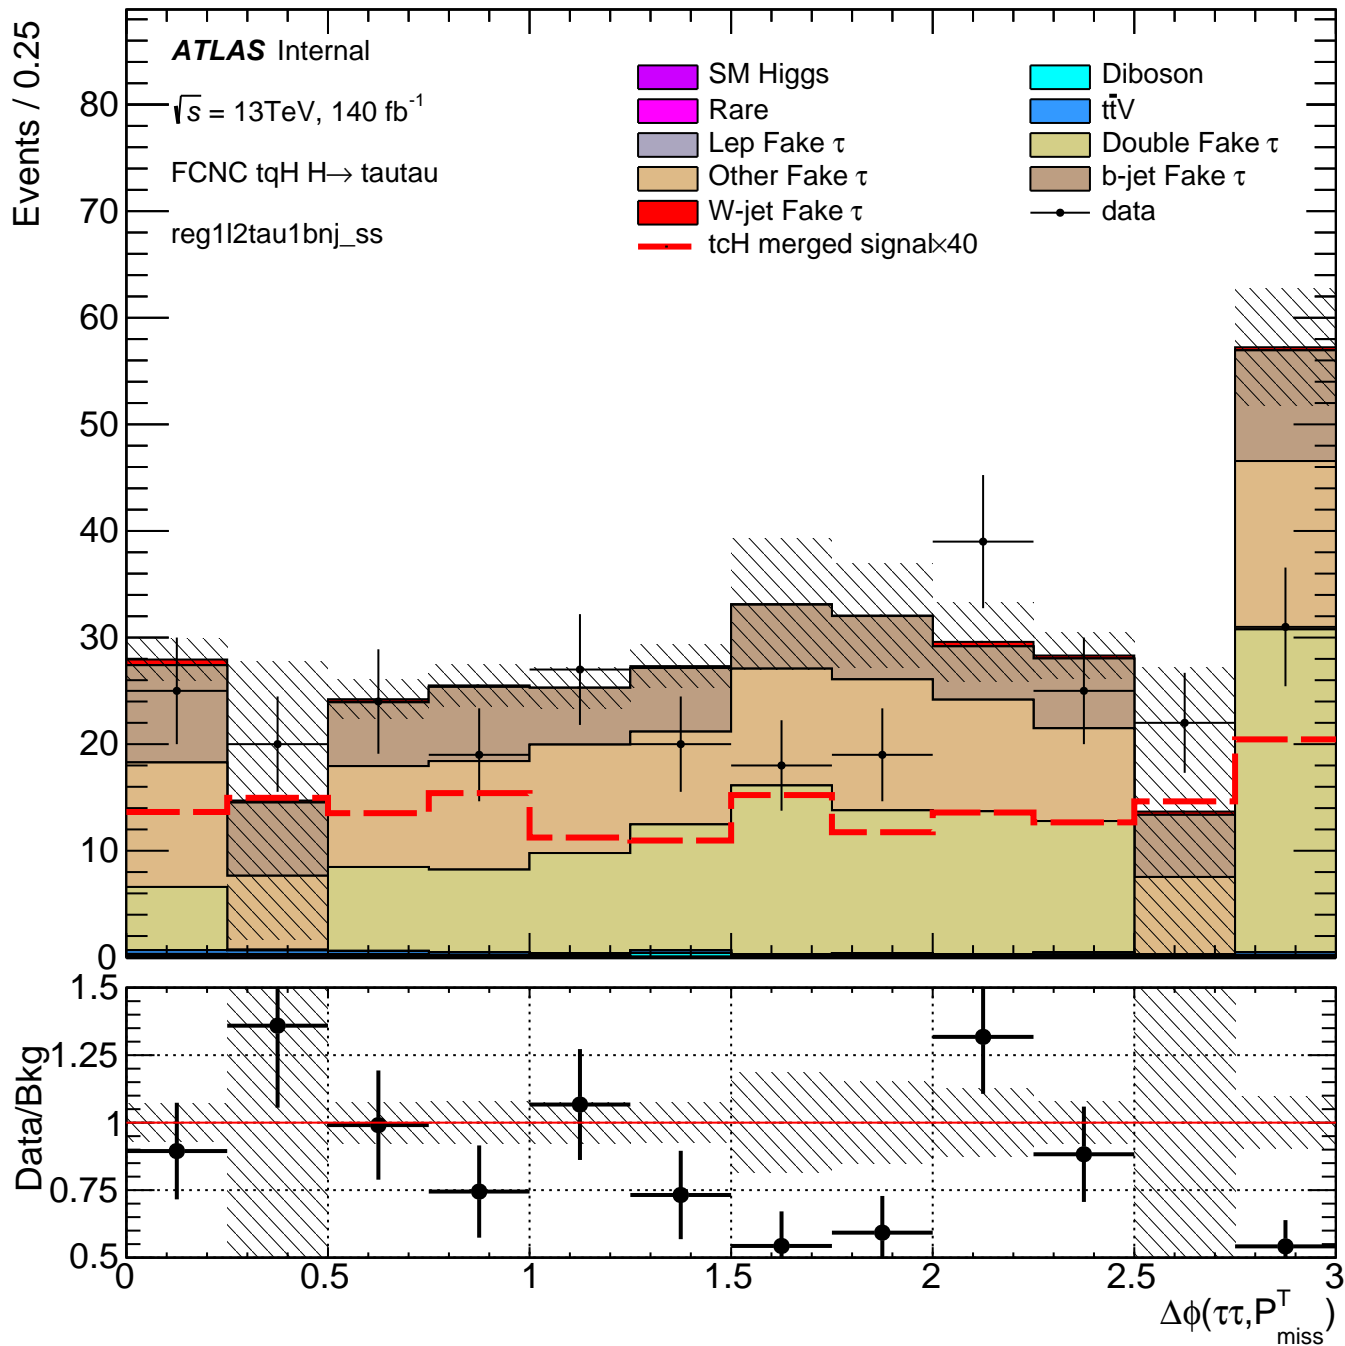 Events / 0.25
ATLAS Internal
√s = 13TeV, 140 fb⁻¹
FCNC tqH H→ tautau
reg1l2tau1bnj_ss
SM Higgs
Rare
Lep Fake τ
Other Fake τ
W-jet Fake τ
tcH merged signal×40
Diboson
tt̄V
Double Fake τ
b-jet Fake τ
data
80
70
60
50
40
30
20
10
0
Data/Bkg
1.5
1.25
1
0.75
0.5
0 0.5 1 1.5 2 2.5 3
Δϕ(ττ,P^T_miss)